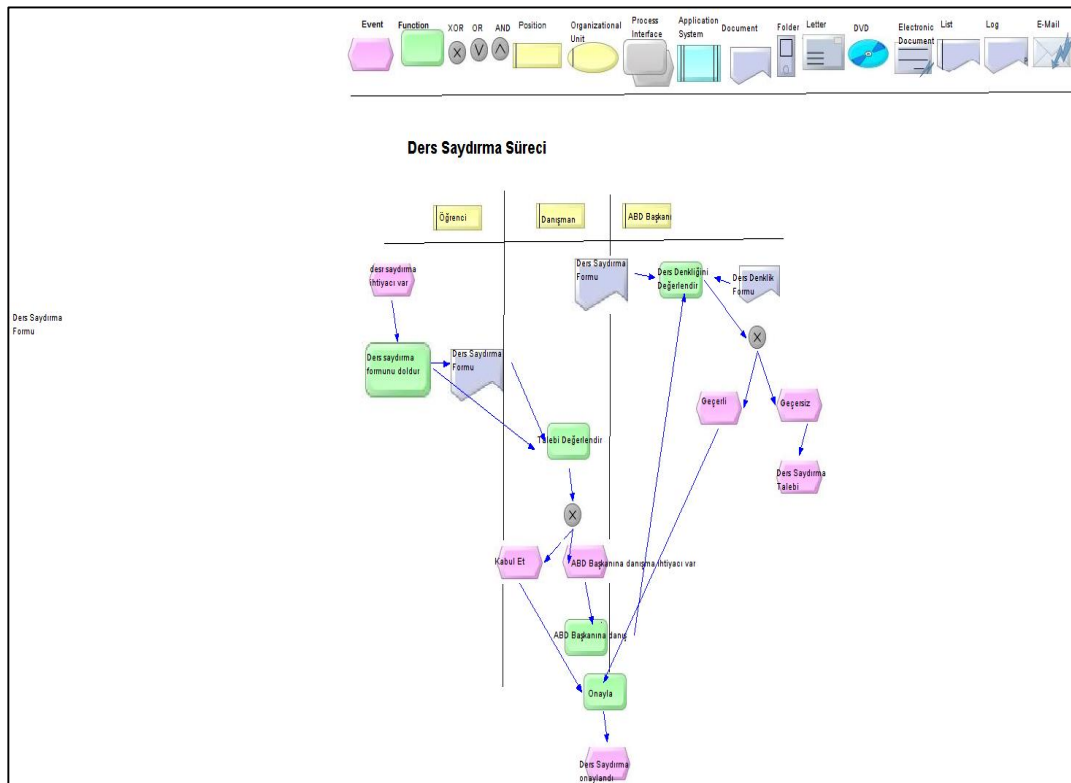 Event
Function
XOR
OR
AND
Position
Organizational
Unit
Process
Interface
Application
System
Document
Folder
Letter
DVD
Electronic
Document
List
Log
E-Mail
Ders Saydırma Süreci
Öğrenci
Danışman
ABD Başkanı
desr saydırma
ihtiyacı var
Ders Saydırma
Formu
Ders Denkliğini
Değerlendir
Ders Denklik
Formu
Ders Saydırma
Formu
Ders saydırma
formunu doldur
Ders Saydırma
Formu
X
Geçerli
Geçersiz
Talebi Değerlendir
Ders Saydırma
Talebi
X
Kabul Et
ABD Başkanına danışma ihtiyacı var
ABD Başkanına danış
Onayla
Ders Saydırma
onaylandı